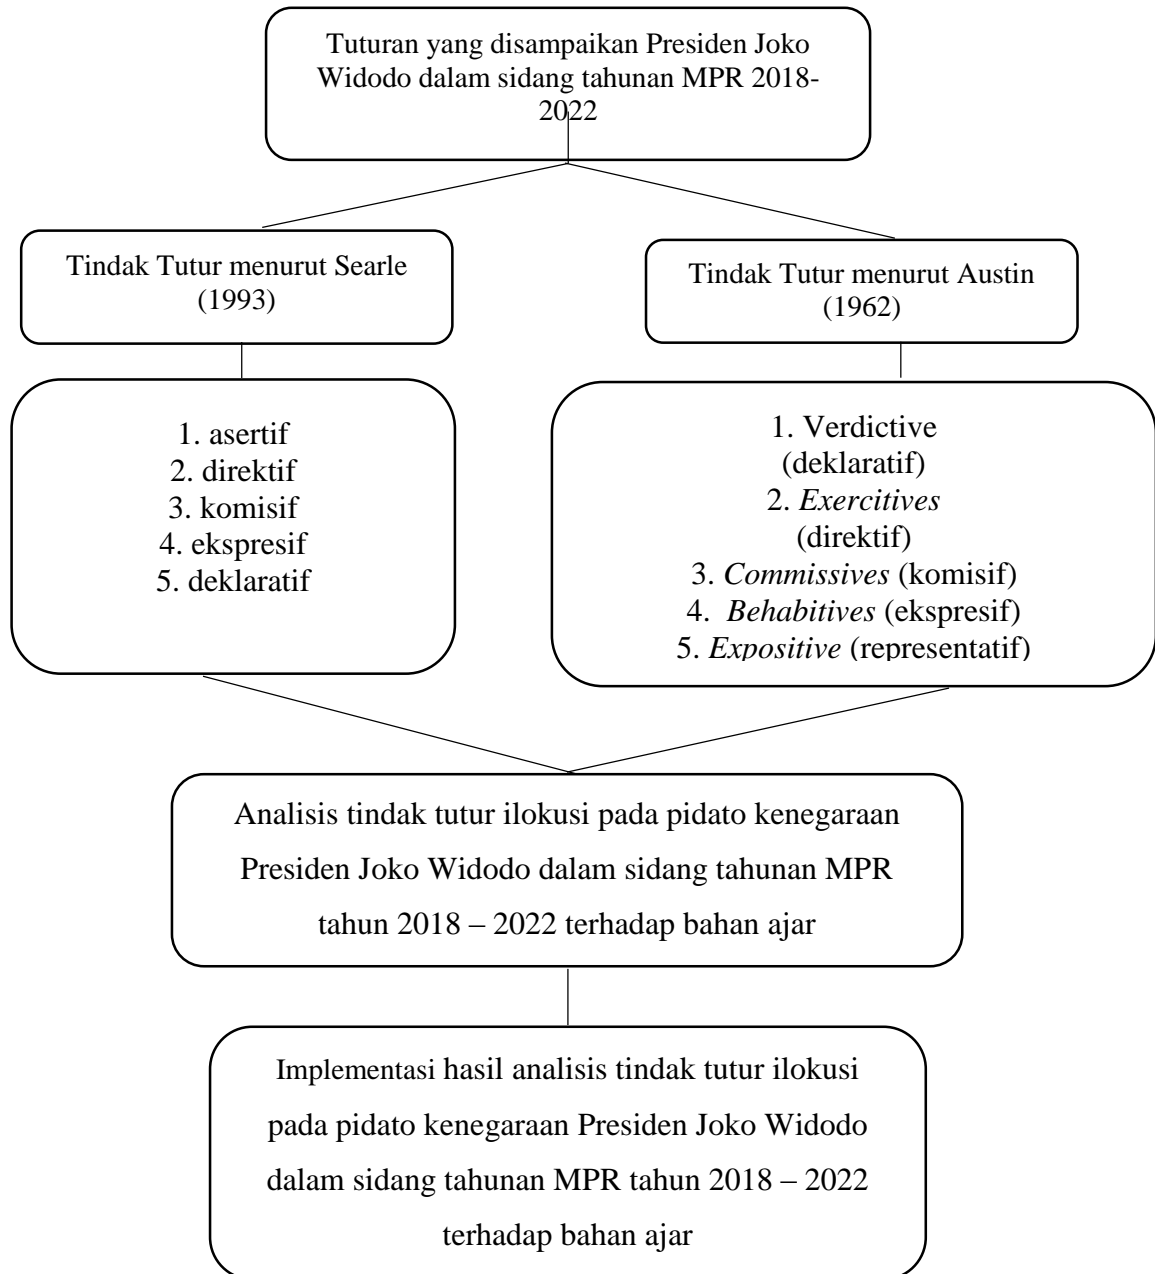 Tuturan yang disampaikan Presiden Joko
Widodo dalam sidang tahunan MPR 2018-
2022
Tindak Tutur menurut Searle
(1993)
Tindak Tutur menurut Austin
(1962)
1. asertif
2. direktif
3. komisif
4. ekspresif
5. deklaratif
1. Verdictive
(deklaratif)
2. Exercitives
(direktif)
3. Commissives (komisif)
4. Behabitives (ekspresif)
5. Expositive (representatif)
Analisis tindak tutur ilokusi pada pidato kenegaraan
Presiden Joko Widodo dalam sidang tahunan MPR
tahun 2018 – 2022 terhadap bahan ajar
Implementasi hasil analisis tindak tutur ilokusi
pada pidato kenegaraan Presiden Joko Widodo
dalam sidang tahunan MPR tahun 2018 – 2022
terhadap bahan ajar